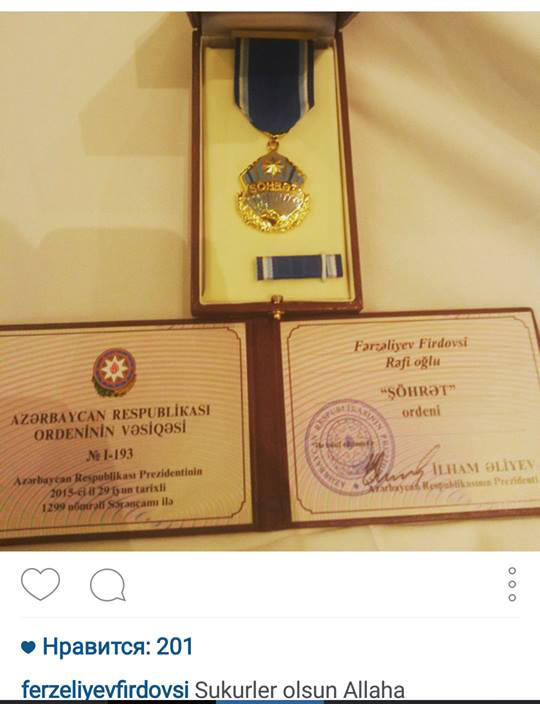 ŞÖHRƏT
AZƏRBAYCAN RESPUBLİKASI
ORDENİNİN VƏSİQƏSİ
№ I-193
Azərbaycan Respublikası Prezidentinin
2015-ci il 29 iyun tarixli
1299 nömrəli Sərəncamı ilə
Fərzəliyev Firdovsi
Rəfi oğlu
"ŞÖHRƏT"
ordeni
İLHAM ƏLİYEV
Azərbaycan Respublikasının Prezidenti
Нравится: 201
ferzeliyevfirdovsi Sukurler olsun Allaha